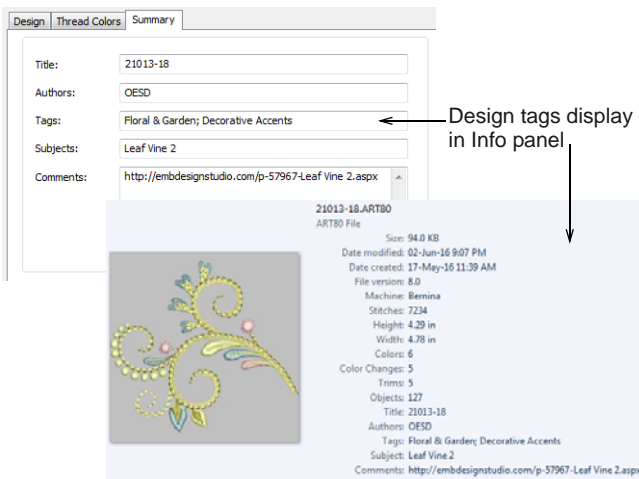 Design Thread Colors Summary
Title: 21013-18
Authors: OESD
Tags: Floral & Garden; Decorative Accents
Subjects: Leaf Vine 2
Comments: http://embdesignstudio.com/p-57967-Leaf Vine 2.aspx
Design tags display
in Info panel
21013-18.ART80
ART80 File
Size: 94.0 KB
Date modified: 02-Jun-16 9:07 PM
Date created: 17-May-16 11:39 AM
File version: 8.0
Machine: Bernina
Stitches: 7234
Height: 4.29 in
Width: 4.78 in
Colors: 6
Color Changes: 5
Trims: 5
Objects: 127
Title: 21013-18
Authors: OESD
Tags: Floral & Garden; Decorative Accents
Subject: Leaf Vine 2
Comments: http://embdesignstudio.com/p-57967-Leaf Vine 2.aspx